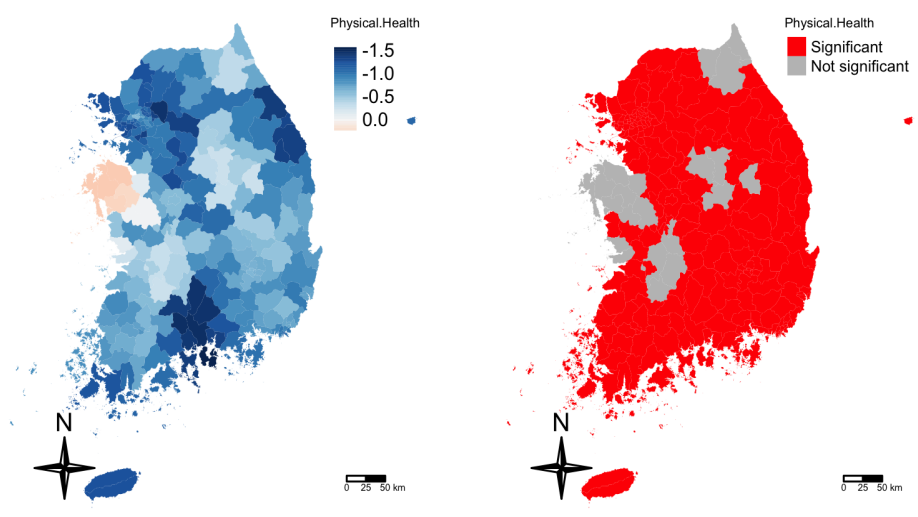 Physical.Health
-1.5
-1.0
-0.5
0.0
N
0 25 50 km
Physical.Health
Significant
Not significant
N
0 25 50 km